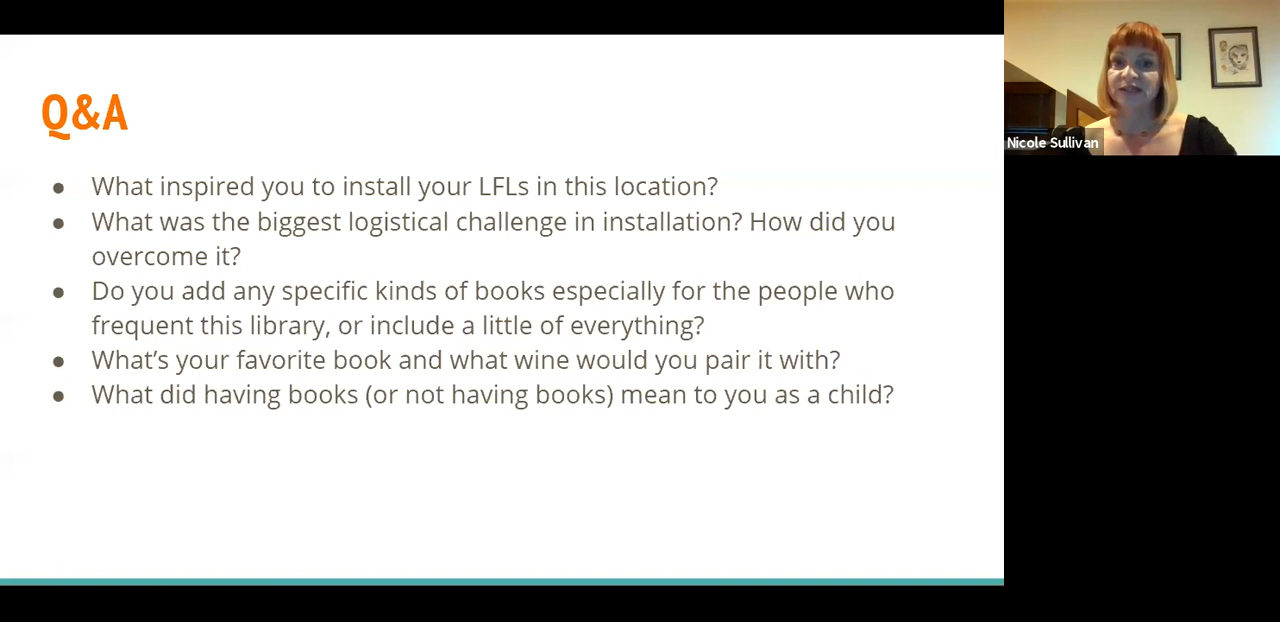 Q&A
● What inspired you to install your LFLs in this location?
● What was the biggest logistical challenge in installation? How did you
overcome it?
● Do you add any specific kinds of books especially for the people who
frequent this library, or include a little of everything?
● What’s your favorite book and what wine would you pair it with?
● What did having books (or not having books) mean to you as a child?
Nicole Sullivan